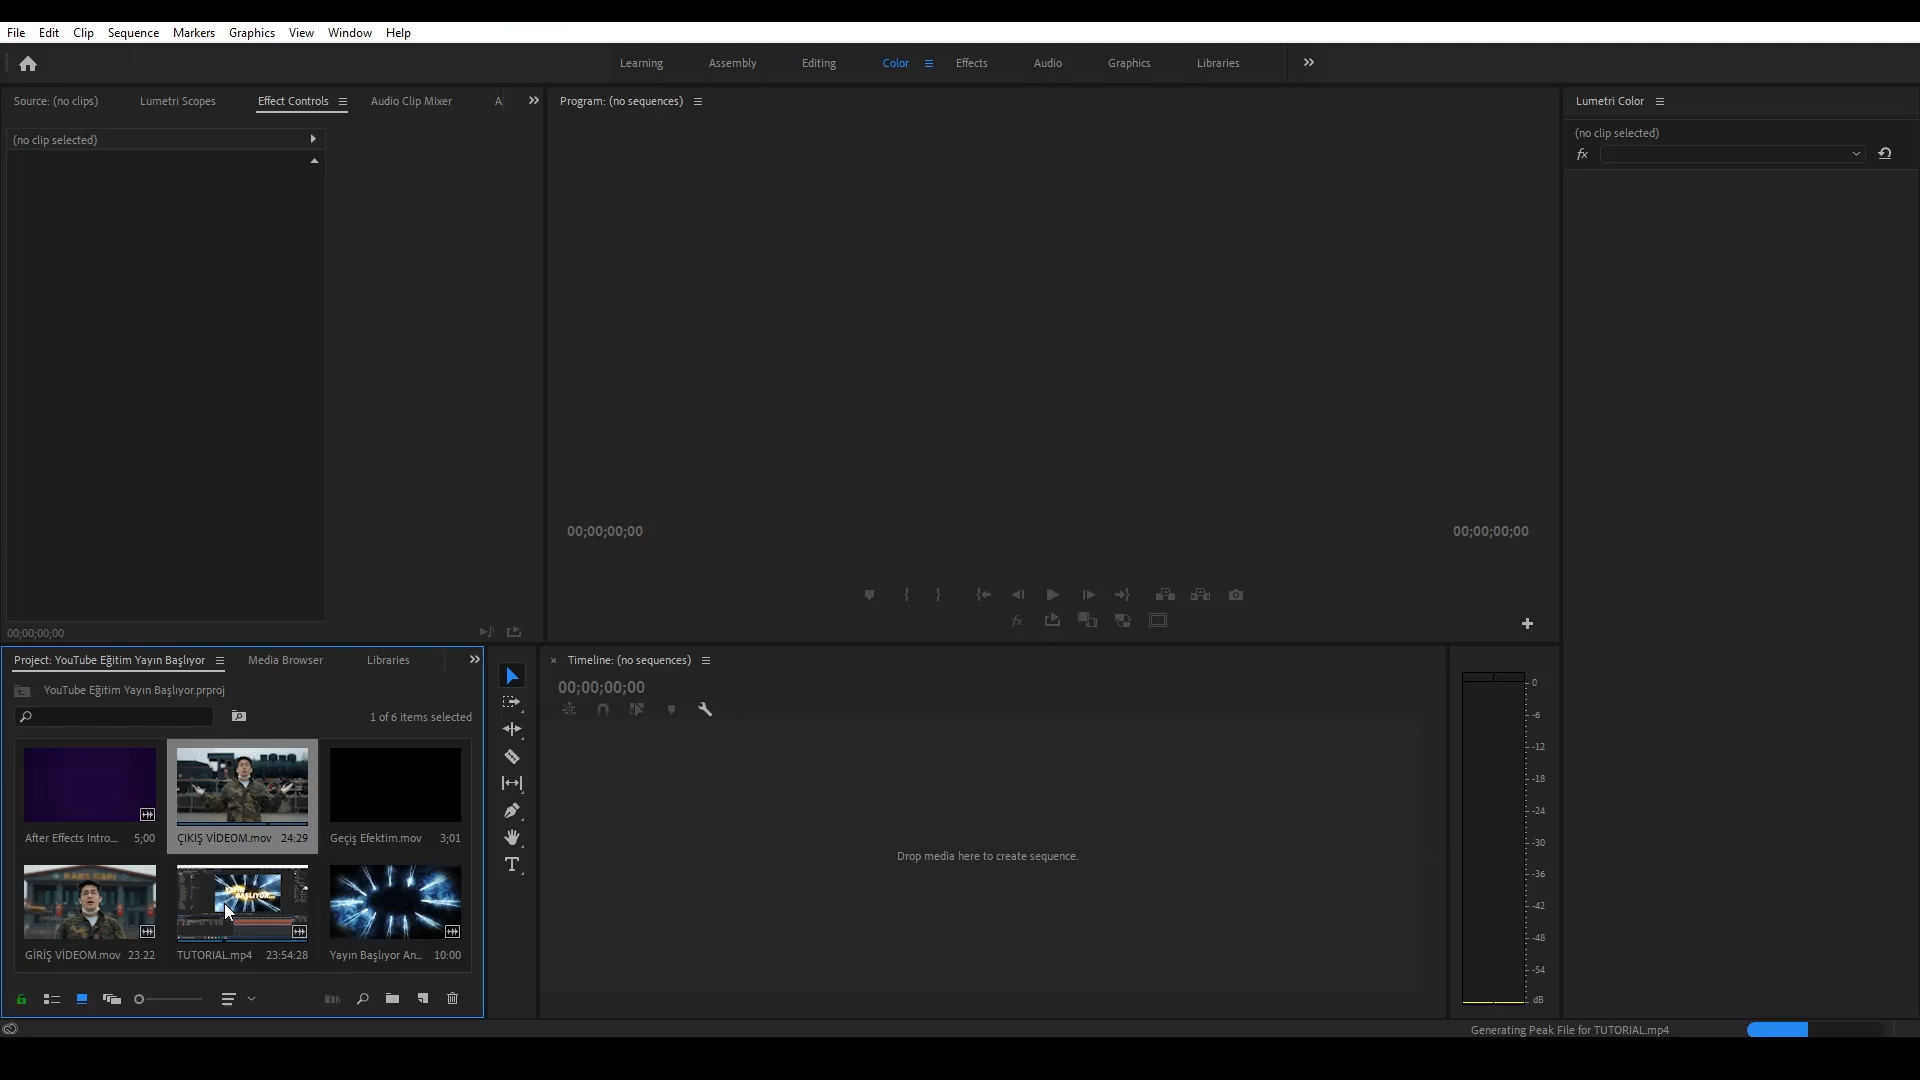 File Edit Clip Sequence Markers Graphics View Window Help
Learning Assembly Editing Color Effects Audio Graphics Libraries
Source: (no clips) Lumetri Scopes Effect Controls Audio Clip Mixer A
(no clip selected)
00;00;00;00
Program: (no sequences)
00;00;00;00 00;00;00;00
Lumetri Color
(no clip selected)
fx
Project: YouTube Eğitim Yayın Başlıyor Media Browser Libraries
YouTube Eğitim Yayın Başlıyor.prproj
1 of 6 items selected
After Effects Intro... 5;00 ÇIKIŞ VİDEOM.mov 24:29 Geçiş Efektim.mov 3;01
GİRİŞ VİDEOM.mov 23:22 TUTORIAL.mp4 23:54:28 Yayın Başlıyor An... 10:00
Timeline: (no sequences)
00;00;00;00
Drop media here to create sequence.
0
-6
-12
-18
-24
-30
-36
-42
-48
-54
dB
Generating Peak File for TUTORIAL.mp4